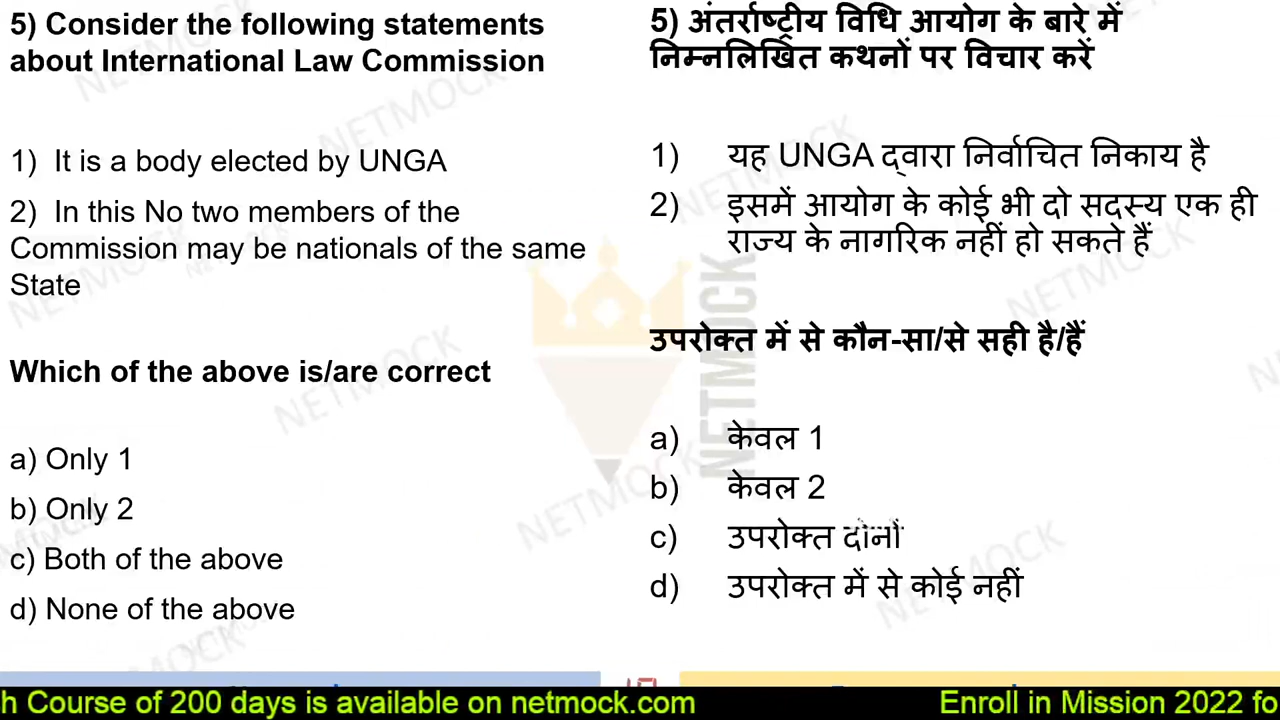 5) Consider the following statements
about International Law Commission
1) It is a body elected by UNGA
2) In this No two members of the
Commission may be nationals of the same
State
Which of the above is/are correct
a) Only 1
b) Only 2
c) Both of the above
d) None of the above
5) अंतर्राष्ट्रीय विधि आयोग के बारे में
निम्नलिखित कथनों पर विचार करें
1) यह UNGA द्वारा निर्वाचित निकाय है
2) इसमें आयोग के कोई भी दो सदस्य एक ही
राज्य के नागरिक नहीं हो सकते हैं
उपरोक्त में से कौन-सा/से सही है/हैं
a) केवल 1
b) केवल 2
c) उपरोक्त दोनों
d) उपरोक्त में से कोई नहीं
NETMOCK
h Course of 200 days is available on netmock.com
Enroll in Mission 2022 fo